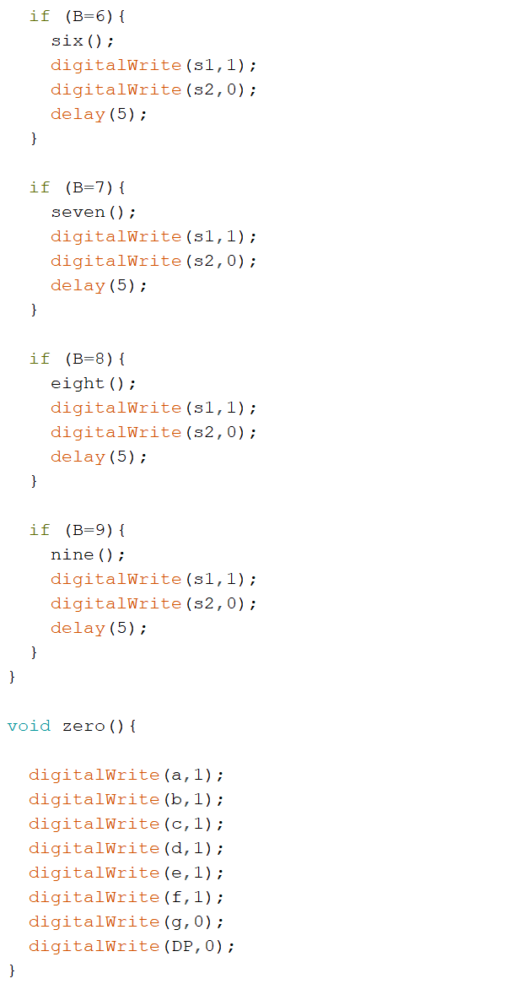 if (B=6){
six();
digitalWrite(s1,1);
digitalWrite(s2,0);
delay(5);
}
if (B=7){
seven();
digitalWrite(s1,1);
digitalWrite(s2,0);
delay(5);
}
if (B=8){
eight();
digitalWrite(s1,1);
digitalWrite(s2,0);
delay(5);
}
if (B=9){
nine();
digitalWrite(s1,1);
digitalWrite(s2,0);
delay(5);
}
}
void zero(){
digitalWrite(a,1);
digitalWrite(b,1);
digitalWrite(c,1);
digitalWrite(d,1);
digitalWrite(e,1);
digitalWrite(f,1);
digitalWrite(g,0);
digitalWrite(DP,0);
}